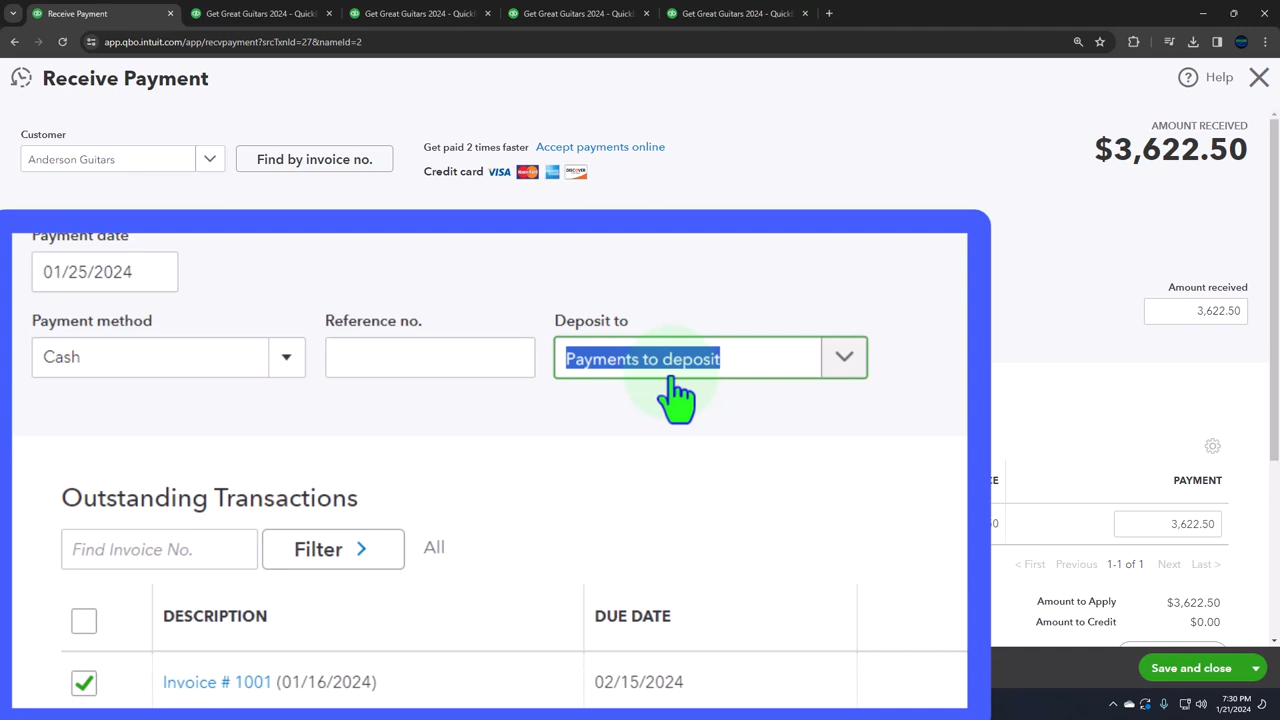 Receive Payment
Get Great Guitars 2024 - Quick
Get Great Guitars 2024 - Quick
Get Great Guitars 2024 - Quick
Get Great Guitars 2024 - Quick
app.qbo.intuit.com/app/recvpayment?srcTxnId=27&nameId=2
Receive Payment
Help
Customer
Anderson Guitars
Find by invoice no.
Get paid 2 times faster Accept payments online
Credit card VISA
AMOUNT RECEIVED
$3,622.50
Payment date
01/25/2024
Payment method
Reference no.
Deposit to
Cash
Payments to deposit
Amount received
3,622.50
Outstanding Transactions
Find Invoice No.
Filter
All
DESCRIPTION
DUE DATE
PAYMENT
Invoice # 1001 (01/16/2024)
02/15/2024
3,622.50
< First Previous 1-1 of 1 Next Last >
Amount to Apply $3,622.50
Amount to Credit $0.00
Save and close
7:30 PM
1/21/2024